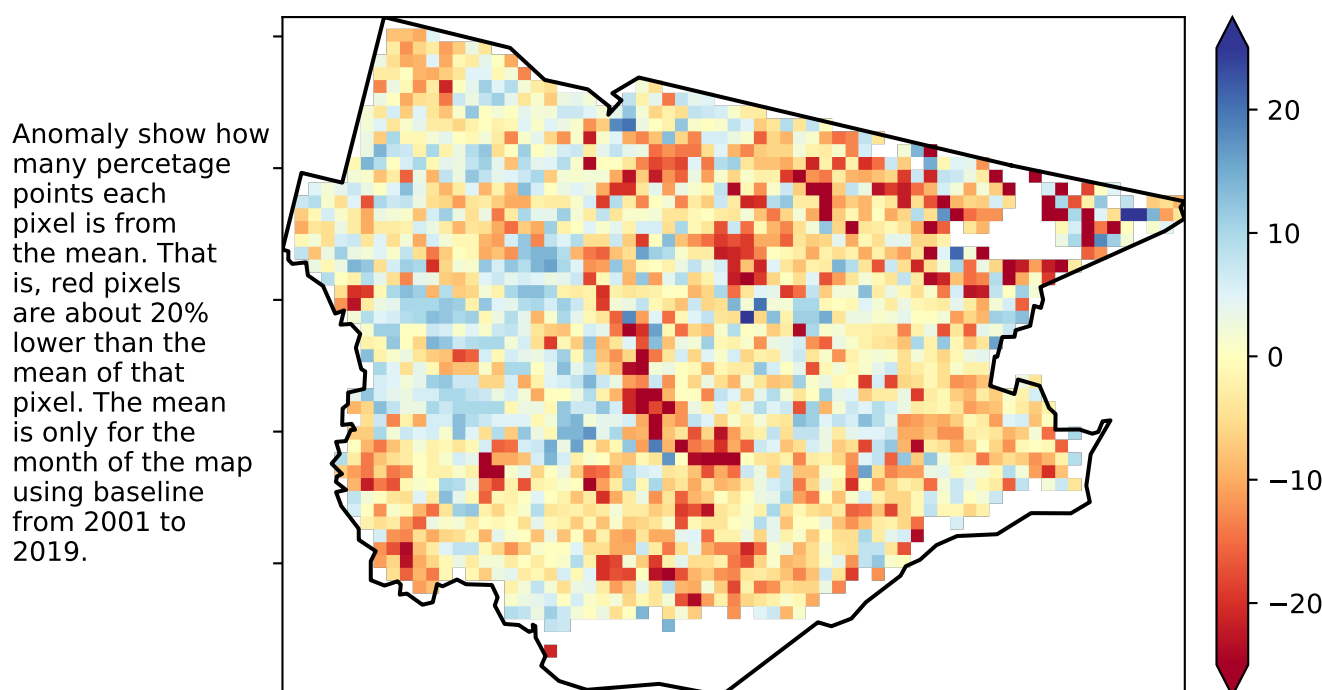 Anomaly show how
many percetage
points each
pixel is from
the mean. That
is, red pixels
are about 20%
lower than the
mean of that
pixel. The mean
is only for the
month of the map
using baseline
from 2001 to
2019.
20
10
0
−10
−20